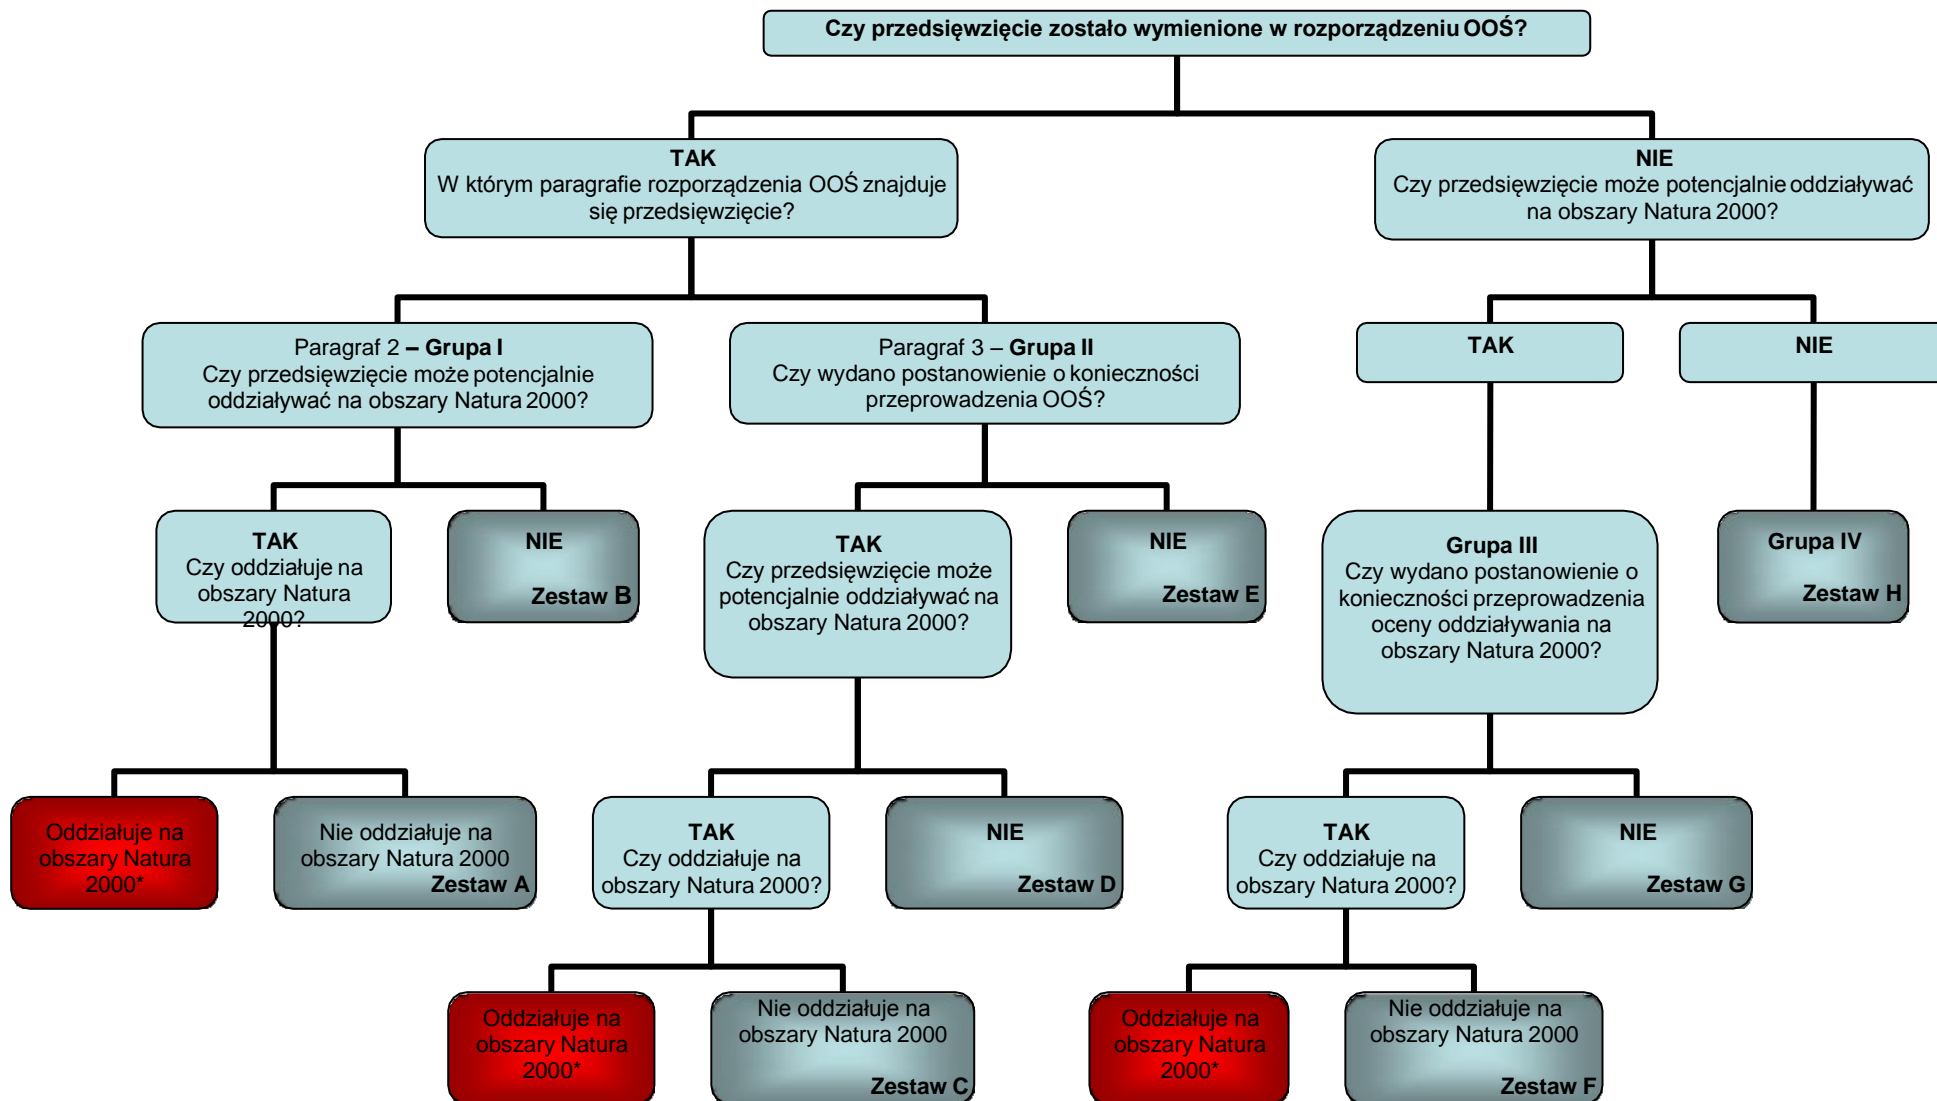 Czy przedsięwzięcie zostało wymienione w rozporządzeniu OOŚ?
TAK
W którym paragrafie rozporządzenia OOŚ znajduje
się przedsięwzięcie?
NIE
Czy przedsięwzięcie może potencjalnie oddziaływać
na obszary Natura 2000?
Paragraf 2 – Grupa I
Czy przedsięwzięcie może potencjalnie
oddziaływać na obszary Natura 2000?
Paragraf 3 – Grupa II
Czy wydano postanowienie o konieczności
przeprowadzenia OOŚ?
TAK
NIE
TAK
Czy oddziałuje na
obszary Natura
2000?
NIE
Zestaw B
TAK
Czy przedsięwzięcie może
potencjalnie oddziaływać na
obszary Natura 2000?
NIE
Zestaw E
Grupa III
Czy wydano postanowienie o
konieczności przeprowadzenia
oceny oddziaływania na
obszary Natura 2000?
Grupa IV
Zestaw H
Oddziałuje na
obszary Natura
2000*
Nie oddziałuje na
obszary Natura 2000
Zestaw A
TAK
Czy oddziałuje na
obszary Natura 2000?
NIE
Zestaw D
TAK
Czy oddziałuje na
obszary Natura 2000?
NIE
Zestaw G
Oddziałuje na
obszary Natura
2000*
Nie oddziałuje na
obszary Natura 2000
Zestaw C
Oddziałuje na
obszary Natura
2000*
Nie oddziałuje na
obszary Natura 2000
Zestaw F